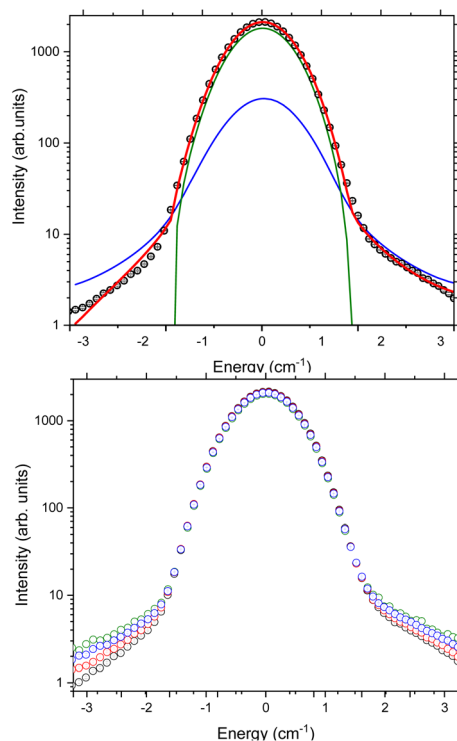 1000
100
10
1
Intensity (arb.units)
-3 -2 -1 0 1 2 3
Energy (cm-1)
1000
100
10
1
Intensity (arb. units)
-3 -2 -1 0 1 2 3
Energy (cm-1)